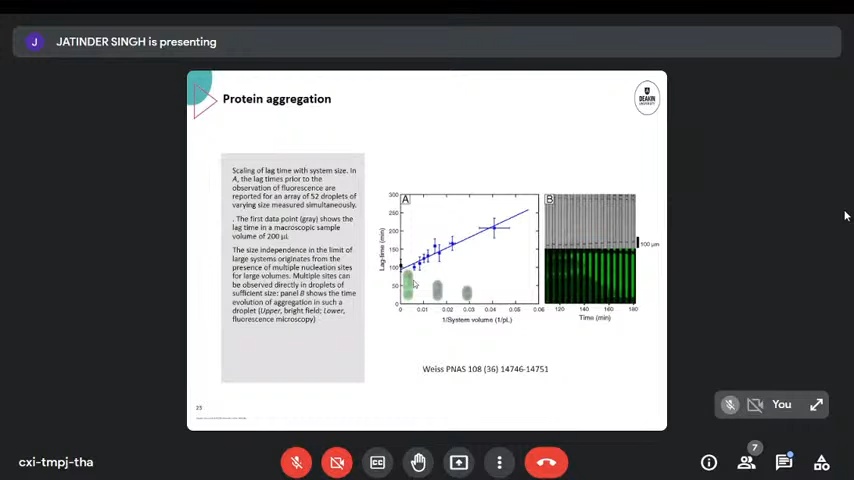 J JATINDER SINGH is presenting
Protein aggregation
DEAKIN
UNIVERSITY
Scaling of lag time with system size. In
A, the lag times prior to the
observation of fluorescence are
reported for an array of 52 droplets of
varying size measured simultaneously.
. The first data point (gray) shows the
lag time in a macroscopic sample
volume of 200 μL
The size independence in the limit of
large systems originates from the
presence of multiple nucleation sites
for large volumes. Multiple sites can
be observed directly in droplets of
sufficient size: panel B shows the time
evolution of aggregation in such a
droplet (Upper, bright field; Lower,
fluorescence microscopy)
A
B
300
250
200
150
100
50
0
Lag-time (min)
0 0.01 0.02 0.03 0.04 0.05 0.06
1/System volume (1/pL)
100 μm
120 140 160 180
Time (min)
Weiss PNAS 108 (36) 14746-14751
23
You
cxi-tmpj-tha
CC
7